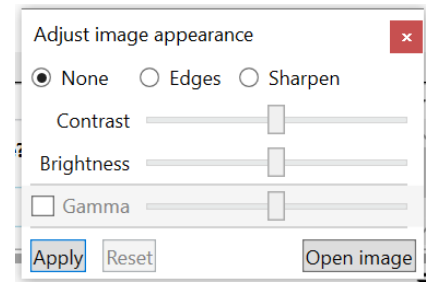 Adjust image appearance
None Edges Sharpen
Contrast
Brightness
Gamma
Apply Reset Open image